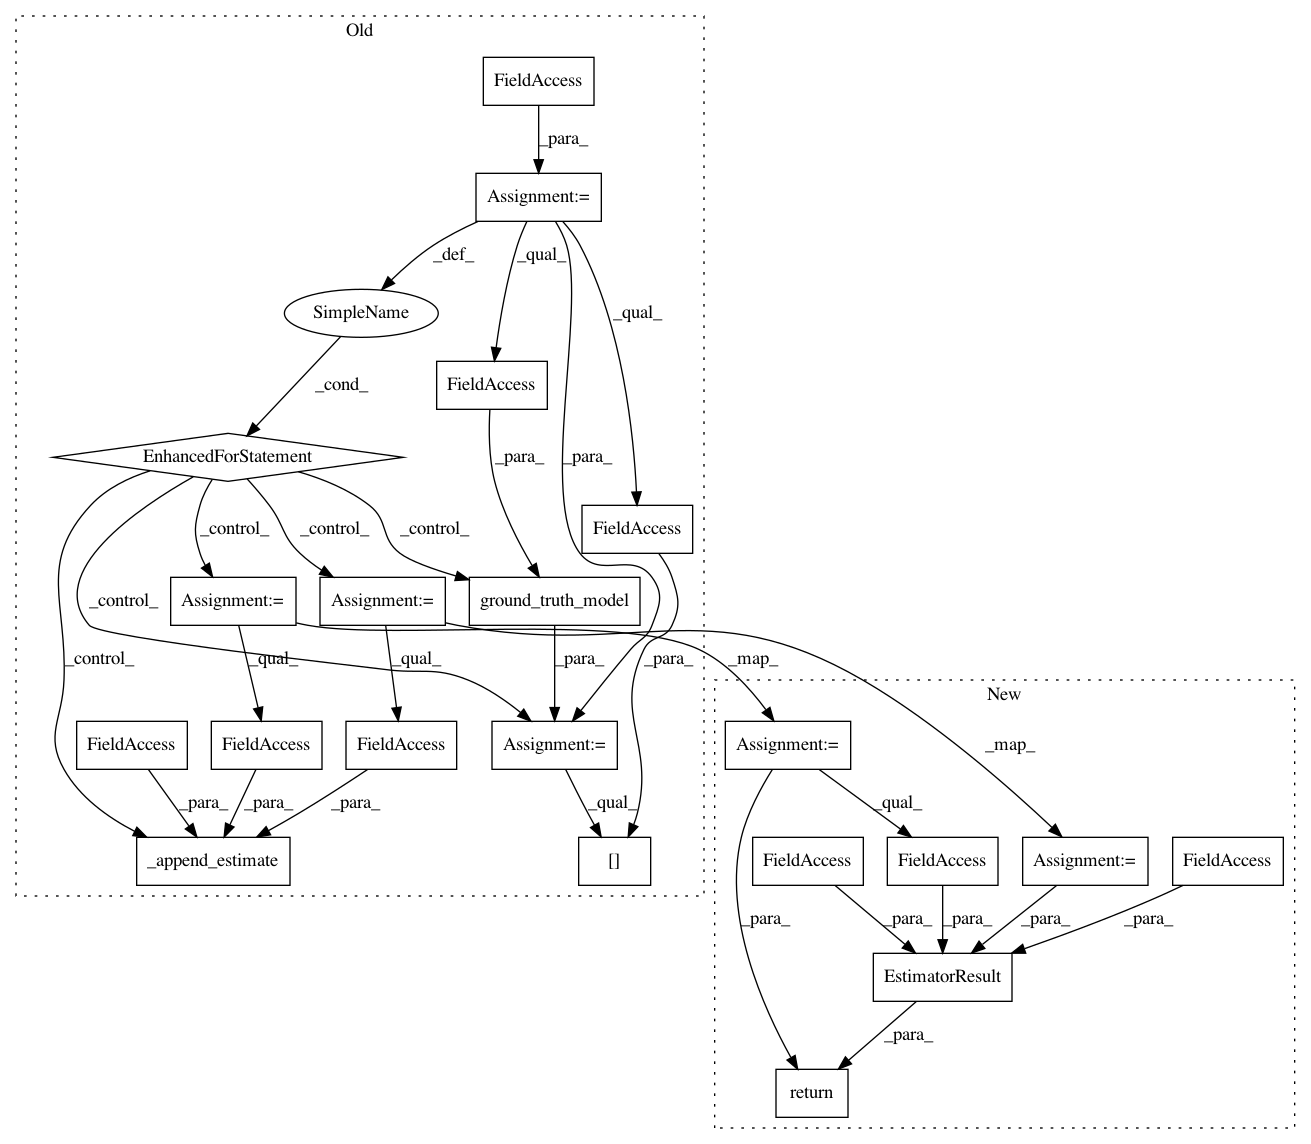 Old
FieldAccess
_para_
Assignment:=
_def_
_qual_
SimpleName
_qual_
_cond_
FieldAccess
EnhancedForStatement
_para_
_para_
_control_
_control_
_control_
FieldAccess
_control_
Assignment:=
Assignment:=
ground_truth_model
_control_
_qual_
_qual_
_para_
_para_
_map_
New
FieldAccess
FieldAccess
FieldAccess
Assignment:=
Assignment:=
_map_
_para_
_para_
_para_
_qual_
_qual_
_append_estimate
[]
FieldAccess
FieldAccess
Assignment:=
FieldAccess
_para_
_para_
_para_
_para_
_para_
EstimatorResult
_para_
return